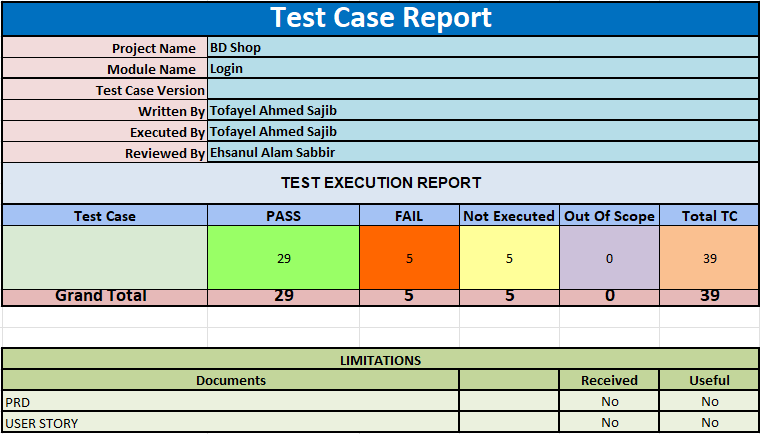 Test Case Report
Project Name BD Shop
Module Name Login
Test Case Version
Written By Tofayel Ahmed Sajib
Executed By Tofayel Ahmed Sajib
Reviewed By Ehsanul Alam Sabbir
TEST EXECUTION REPORT
Test Case PASS FAIL Not Executed Out Of Scope Total TC
29 5 5 0 39
Grand Total 29 5 5 0 39
LIMITATIONS
Documents Received Useful
PRD No No
USER STORY No No